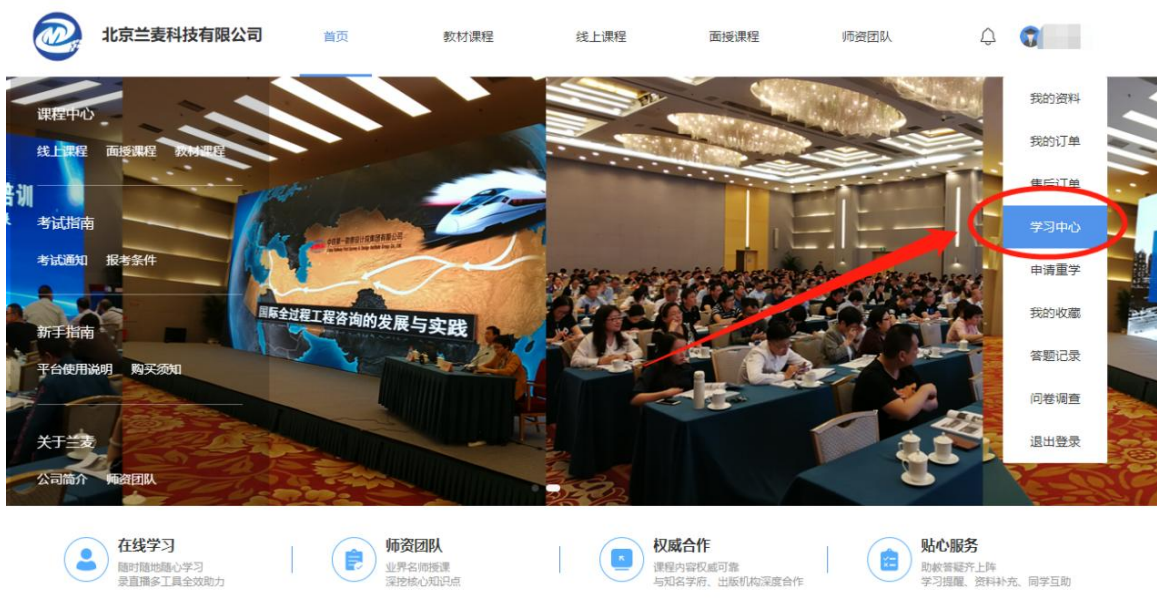 北京兰麦科技有限公司
首页
教材课程
线上课程
面授课程
师资团队
课程中心
线上课程 面授课程 教材课程
考试指南
考试通知 报考条件
新手指南
平台使用说明 购买须知
关于兰麦
公司简介 师资团队
培训
国际全过程工程咨询的发展与实践
我的资料
我的订单
售后订单
学习中心
申请重学
我的收藏
答题记录
问卷调查
退出登录
在线学习
随时随地随心学习
录直播多工具全效助力
师资团队
业界名师授课
深挖核心知识点
权威合作
课程内容权威可靠
与知名学府、出版机构深度合作
贴心服务
助教答疑齐上阵
学习提醒、资料补充、同学互助